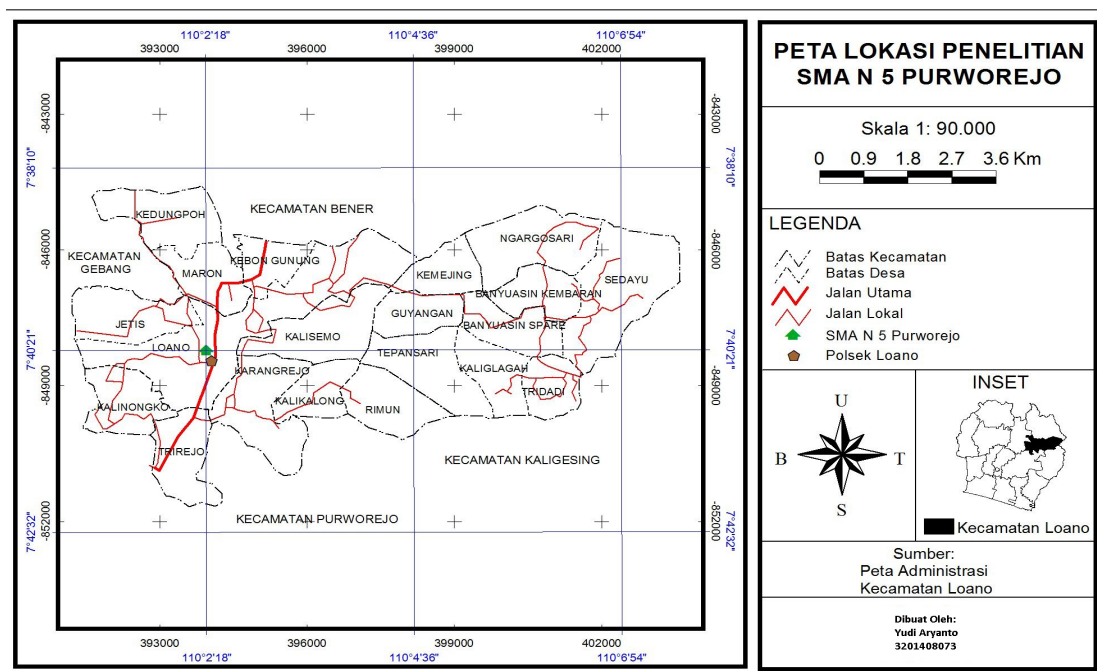 110°2'18" 110°4'36" 110°6'54"
393000 396000 399000 402000
-843000 -843000
7°38'10" 7°38'10"
KEDUNGPOH
KECAMATAN BENER
NGARGOSARI
-846000 -846000
KECAMATAN
GEBANG
KEBON GUNUNG
MARON
KEMEJING
SEDAYU
BANYUASIN KEMBARAN
GUYANGAN
JETIS
BANYUASIN SPARE
KALISEMO
LOANO
TEPANSARI
7°40'21" 7°40'21"
KARANGREJO
KALIGLAGAH
-849000 -849000
TRIDADI
KALINONGKO
KALIKALONG
RIMUN
TRIREJO
KECAMATAN KALIGESING
KECAMATAN PURWOREJO
-852000 -852000
7°42'32" 7°42'32"
393000 396000 399000 402000
110°2'18" 110°4'36" 110°6'54"
PETA LOKASI PENELITIAN
SMA N 5 PURWOREJO
Skala 1: 90.000
0 0.9 1.8 2.7 3.6 Km
LEGENDA
Batas Kecamatan
Batas Desa
Jalan Utama
Jalan Lokal
SMA N 5 Purworejo
Polsek Loano
U
B T
S
INSET
Kecamatan Loano
Sumber:
Peta Administrasi
Kecamatan Loano
Dibuat Oleh:
Yudi Aryanto
3201408073